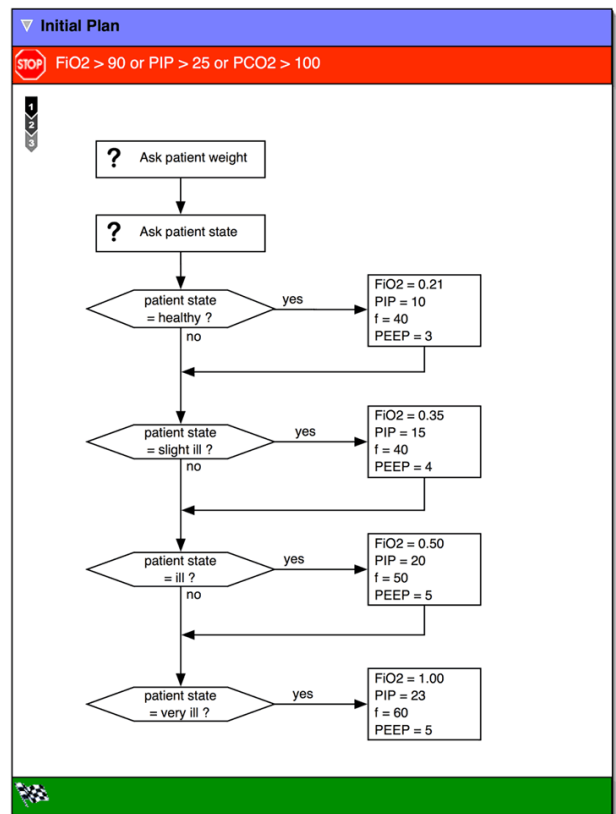 Initial Plan
STOP
FiO2 > 90 or PIP > 25 or PCO2 > 100
1
2
3
? Ask patient weight
? Ask patient state
patient state
= healthy ?
yes
no
FiO2 = 0.21
PIP = 10
f = 40
PEEP = 3
patient state
= slight ill ?
yes
no
FiO2 = 0.35
PIP = 15
f = 40
PEEP = 4
patient state
= ill ?
yes
no
FiO2 = 0.50
PIP = 20
f = 50
PEEP = 5
patient state
= very ill ?
yes
FiO2 = 1.00
PIP = 23
f = 60
PEEP = 5